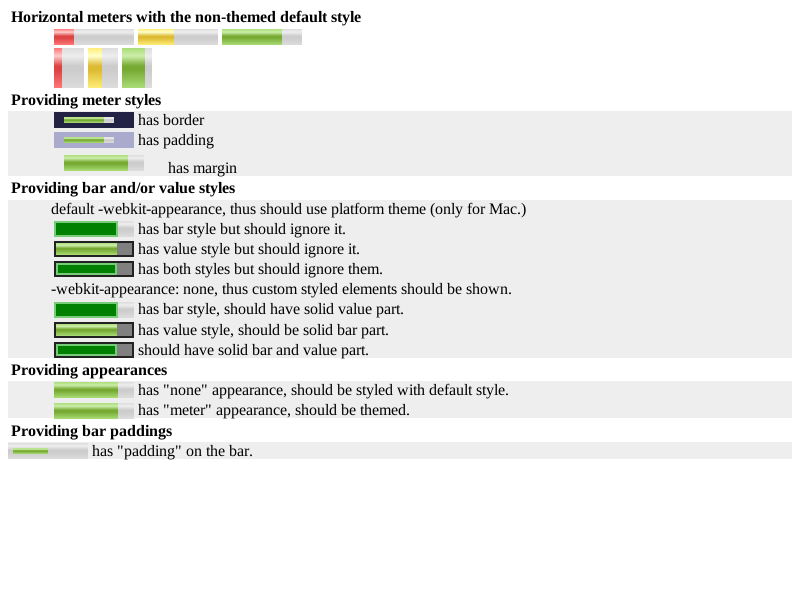 Horizontal meters with the non-themed default style
Providing meter styles
has border
has padding
has margin
Providing bar and/or value styles
default -webkit-appearance, thus should use platform theme (only for Mac.)
has bar style but should ignore it.
has value style but should ignore it.
has both styles but should ignore them.
-webkit-appearance: none, thus custom styled elements should be shown.
has bar style, should have solid value part.
has value style, should be solid bar part.
should have solid bar and value part.
Providing appearances
has "none" appearance, should be styled with default style.
has "meter" appearance, should be themed.
Providing bar paddings
has "padding" on the bar.